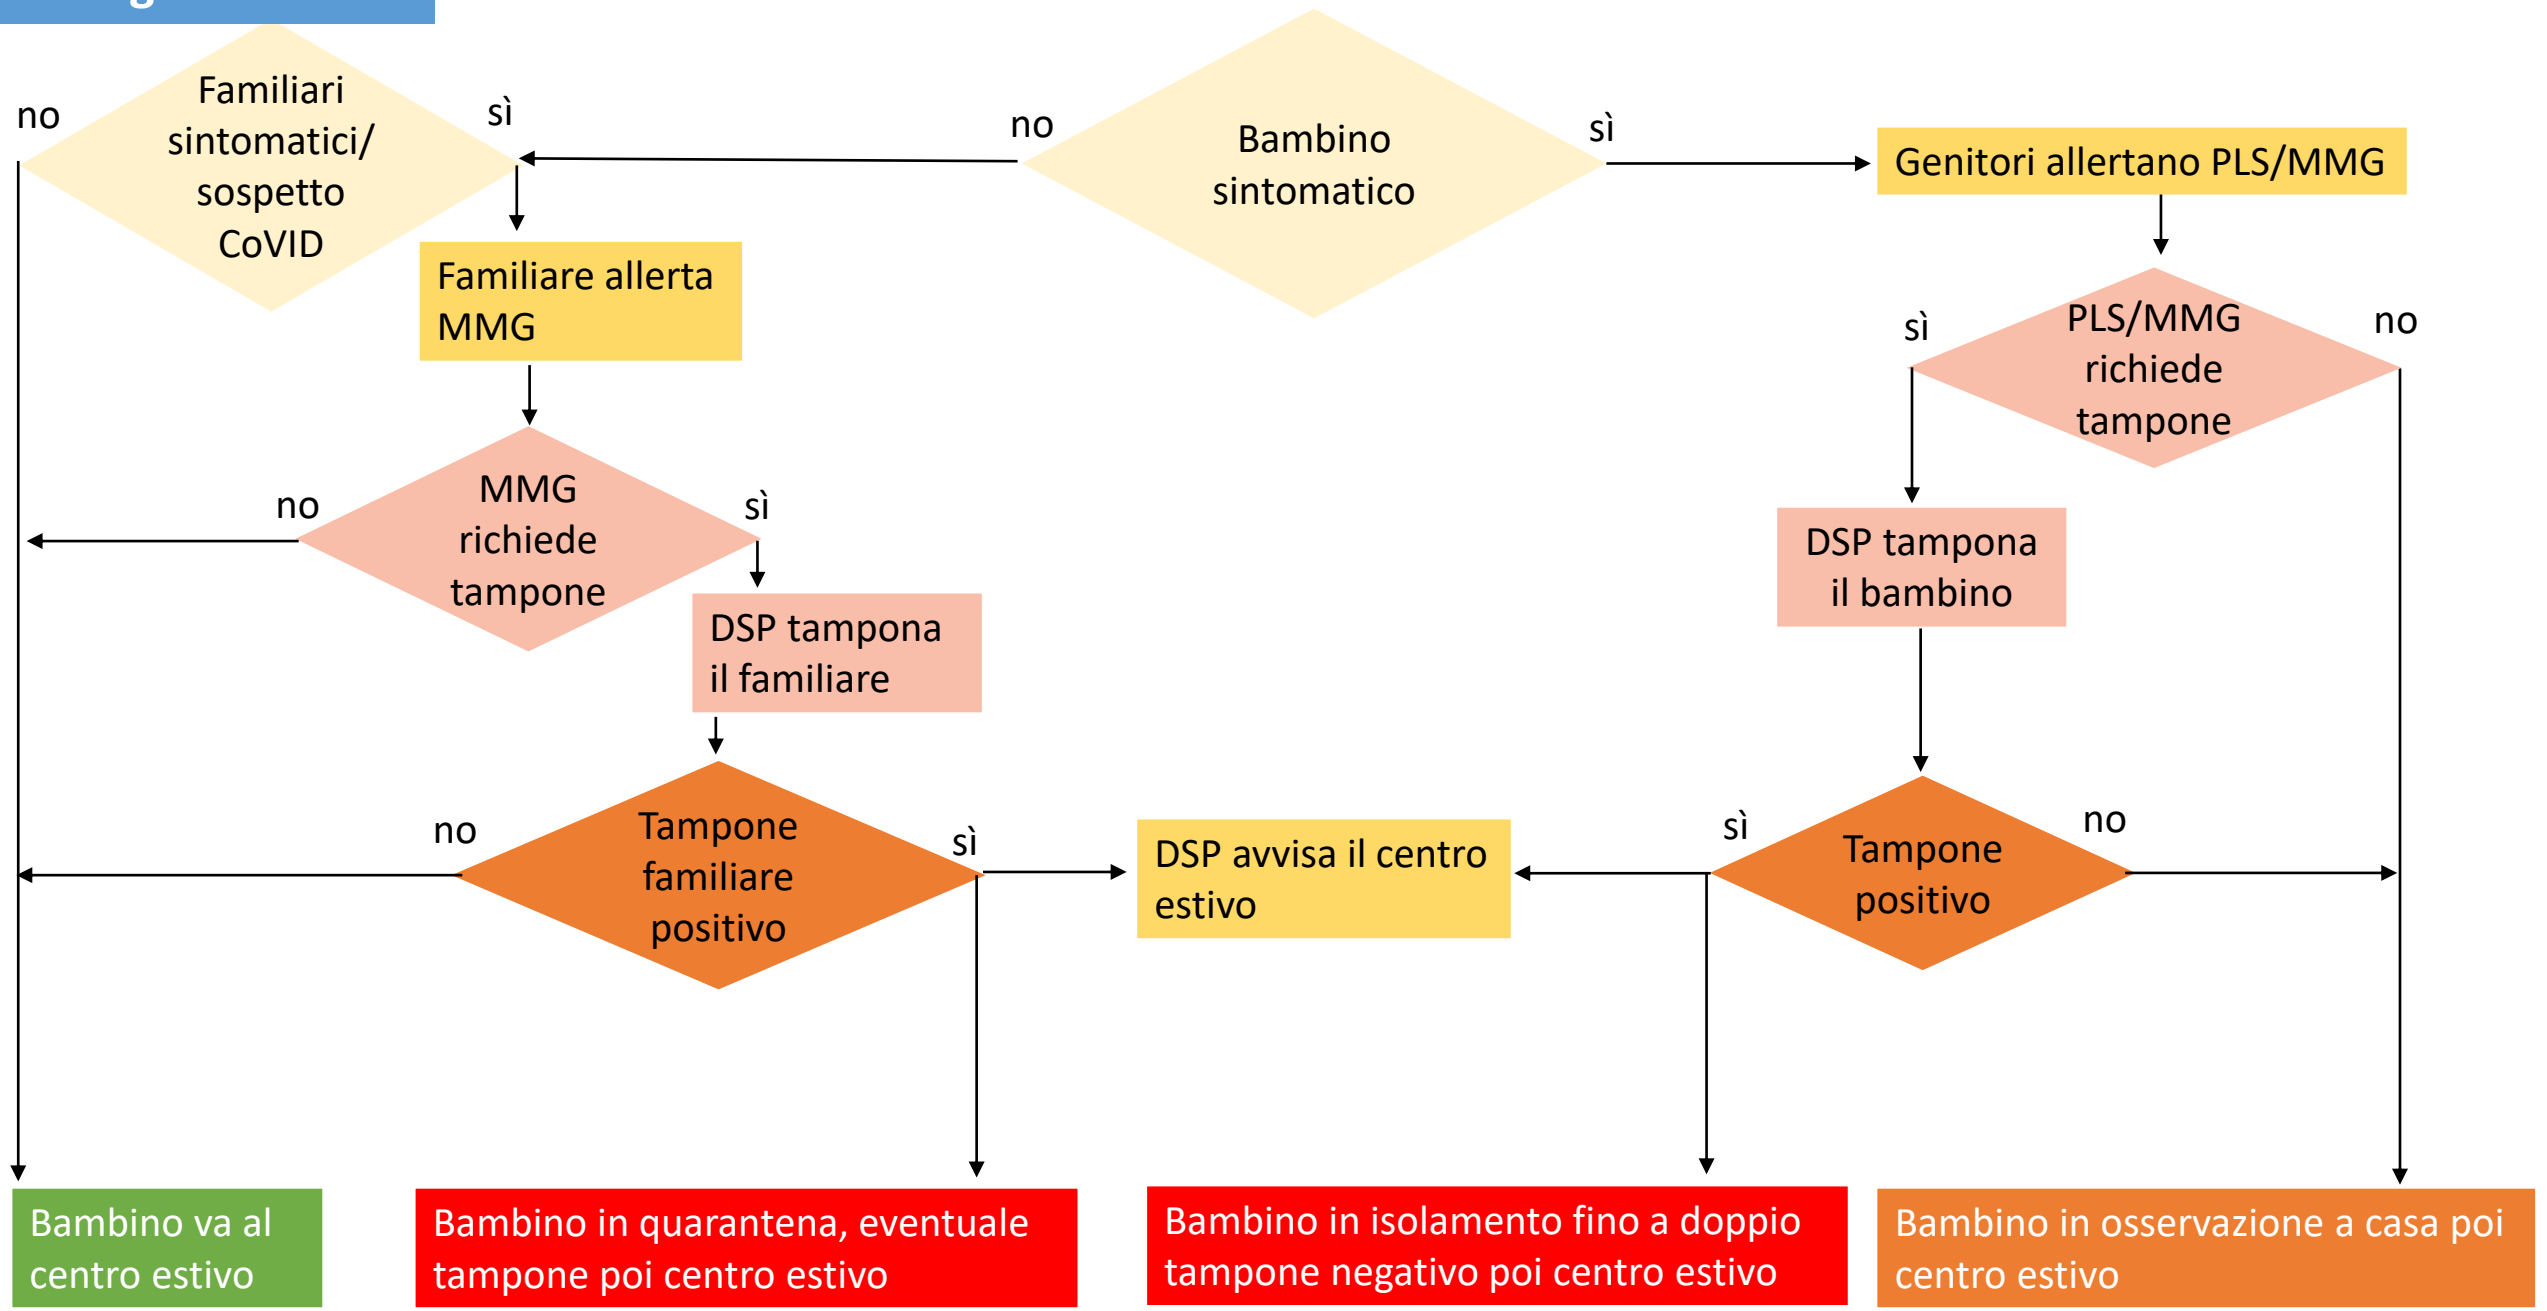 no
Familiari
sintomatici/
sospetto
CoVID
sì
no
Bambino
sintomatico
sì
Genitori allertano PLS/MMG
Familiare allerta
MMG
sì
PLS/MMG
richiede
tampone
no
no
MMG
richiede
tampone
sì
DSP tampona
il bambino
DSP tampona
il familiare
no
Tampone
familiare
positivo
sì
DSP avvisa il centro
estivo
sì
Tampone
positivo
no
Bambino va al
centro estivo
Bambino in quarantena, eventuale
tampone poi centro estivo
Bambino in isolamento fino a doppio
tampone negativo poi centro estivo
Bambino in osservazione a casa poi
centro estivo